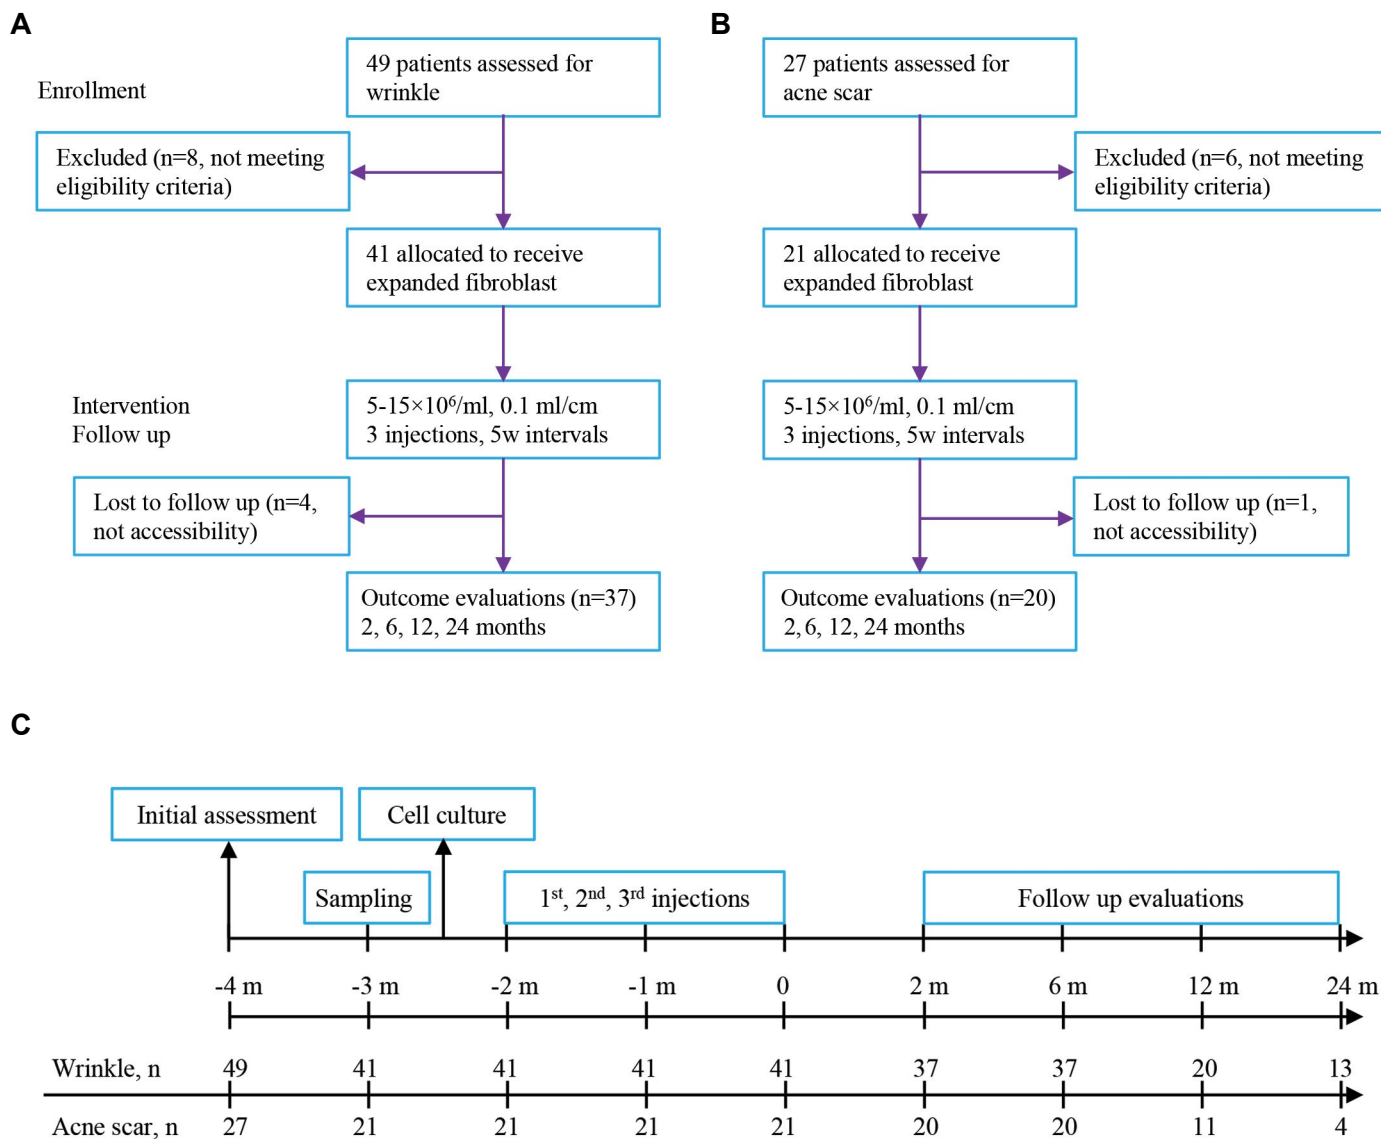 A
49 patients assessed for
wrinkle
Enrollment
Excluded (n=8, not meeting
eligibility criteria)
41 allocated to receive
expanded fibroblast
Intervention
Follow up
5-15×10⁶/ml, 0.1 ml/cm
3 injections, 5w intervals
Lost to follow up (n=4,
not accessibility)
Outcome evaluations (n=37)
2, 6, 12, 24 months
B
27 patients assessed for
acne scar
Excluded (n=6, not meeting
eligibility criteria)
21 allocated to receive
expanded fibroblast
5-15×10⁶/ml, 0.1 ml/cm
3 injections, 5w intervals
Lost to follow up (n=1,
not accessibility)
Outcome evaluations (n=20)
2, 6, 12, 24 months
C
Initial assessment
Cell culture
Sampling
1st, 2nd, 3rd injections
Follow up evaluations
-4 m -3 m -2 m -1 m 0 2 m 6 m 12 m 24 m
Wrinkle, n 49 41 41 41 41 37 37 20 13
Acne scar, n 27 21 21 21 21 20 20 11 4